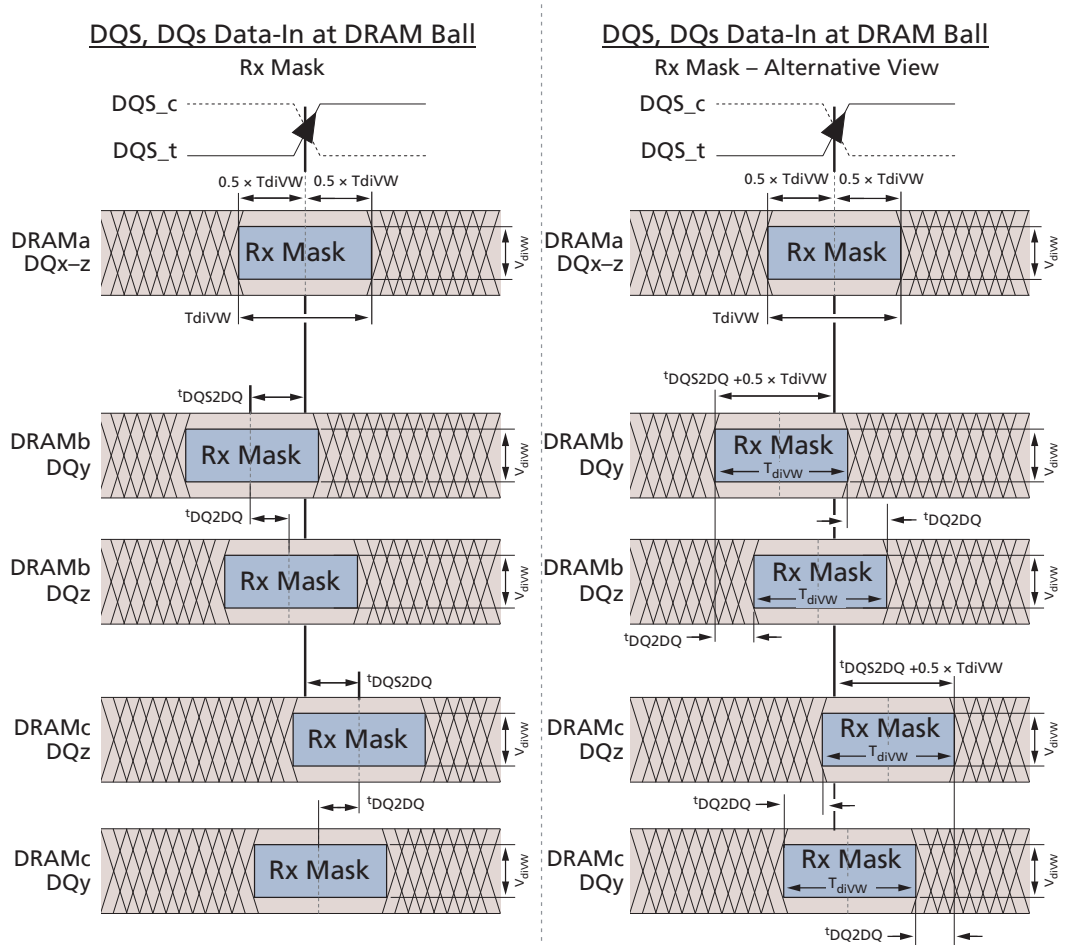 DQS, DQs Data-In at DRAM Ball
Rx Mask
DQS_c
DQS_t
0.5 × TdiVW
0.5 × TdiVW
DRAMa
DQx–z
Rx Mask
VdiVW
TdiVW
tDQS2DQ
DRAMb
DQy
Rx Mask
VdiVW
tDQ2DQ
DRAMb
DQz
Rx Mask
VdiVW
tDQS2DQ
DRAMc
DQz
Rx Mask
VdiVW
tDQ2DQ
DRAMc
DQy
Rx Mask
VdiVW
DQS, DQs Data-In at DRAM Ball
Rx Mask – Alternative View
DQS_c
DQS_t
0.5 × TdiVW
0.5 × TdiVW
DRAMa
DQx–z
Rx Mask
VdiVW
TdiVW
tDQS2DQ +0.5 × TdiVW
DRAMb
DQy
Rx Mask
TdiVW
VdiVW
tDQ2DQ
DRAMb
DQz
Rx Mask
TdiVW
VdiVW
tDQ2DQ
tDQS2DQ +0.5 × TdiVW
DRAMc
DQz
Rx Mask
TdiVW
VdiVW
tDQ2DQ
DRAMc
DQy
Rx Mask
TdiVW
VdiVW
tDQ2DQ